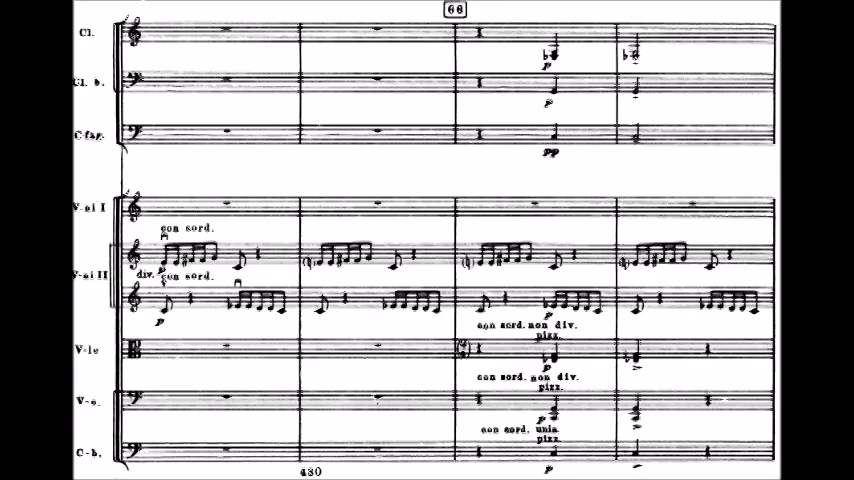 66
Cl.
p
Cl. b.
p
C-fag.
pp
V-ni I
con sord.
p
V-ni II
div. con sord.
p
p
con sord. non div.
pizz.
V-le
p
con sord. non div.
pizz.
V-c.
p
con sord. unis.
pizz.
C-b.
p
430